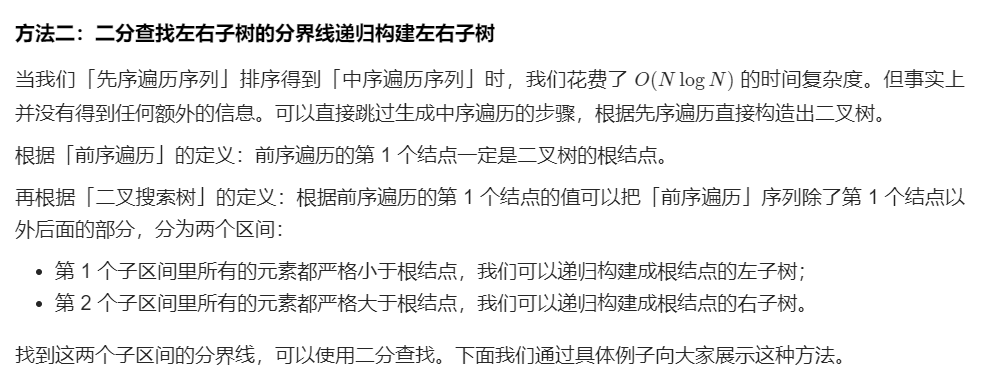 方法二：二分查找左右子树的分界线递归构建左右子树
当我们「先序遍历序列」排序得到「中序遍历序列」时，我们花费了 O(N log N) 的时间复杂度。但事实上
并没有得到任何额外的信息。可以直接跳过生成中序遍历的步骤，根据先序遍历直接构造出二叉树。
根据「前序遍历」的定义：前序遍历的第 1 个结点一定是二叉树的根结点。
再根据「二叉搜索树」的定义：根据前序遍历的第 1 个结点的值可以把「前序遍历」序列除了第 1 个结点以
外后面的部分，分为两个区间：
• 第 1 个子区间里所有的元素都严格小于根结点，我们可以递归构建成根结点的左子树；
• 第 2 个子区间里所有的元素都严格大于根结点，我们可以递归构建成根结点的右子树。
找到这两个子区间的分界线，可以使用二分查找。下面我们通过具体例子向大家展示这种方法。